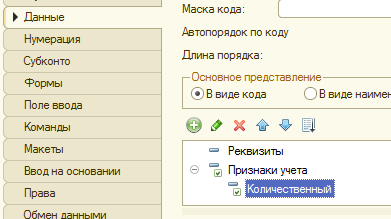 Данные
Нумерация
Субконто
Формы
Поле ввода
Команды
Макеты
Ввод на основании
Права
Обмен данными
Маска кода:
Автопорядок по коду
Длина порядка:
Основное представление
В виде кода
В виде наимен
Реквизиты
Признаки учета
Количественный